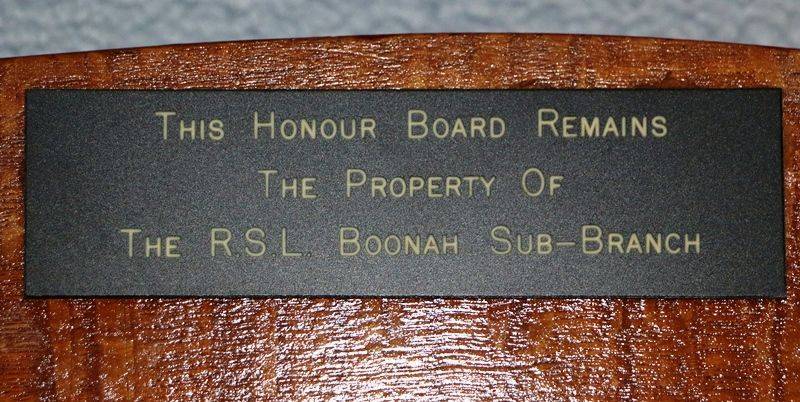 This Honour Board Remains
The Property Of
The R.S.L. Boonah Sub-Branch